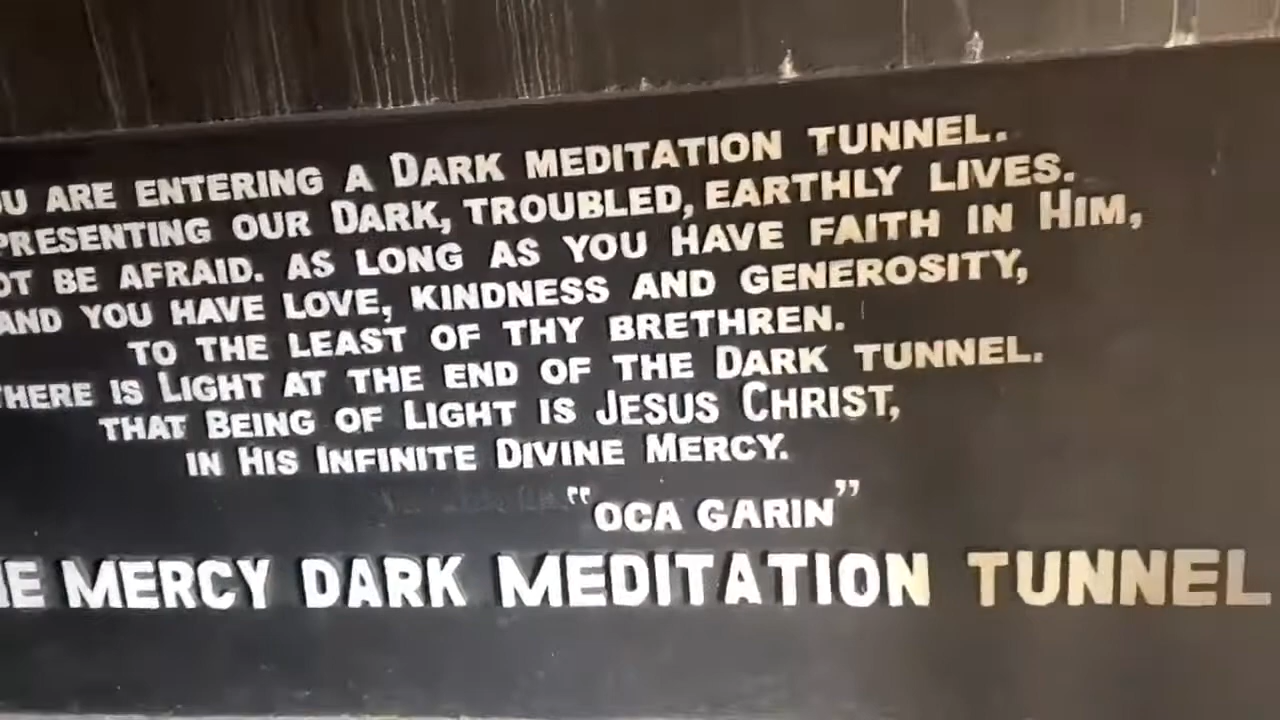 ARE ENTERING A DARK MEDITATION TUNNEL.
OUR DARK, TROUBLED, EARTHLY LIVES.
BE AFRAID. AS LONG AS YOU HAVE FAITH IN HIM,
AND YOU HAVE LOVE, KINDNESS AND GENEROSITY,
TO THE LEAST OF THY BRETHREN.
IS LIGHT AT THE END OF THE DARK TUNNEL.
THAT BEING OF LIGHT IS JESUS CHRIST,
IN HIS INFINITE DIVINE MERCY.
"OCA GARIN"
MERCY DARK MEDITATION TUNNEL